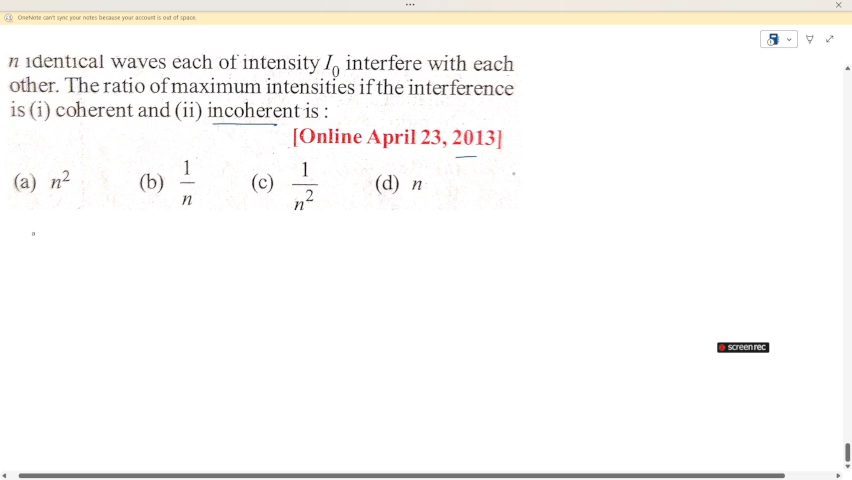 ...
OneNote can't sync your notes because your account is out of space.
n identical waves each of intensity I₀ interfere with each
other. The ratio of maximum intensities if the interference
is (i) coherent and (ii) incoherent is :
[Online April 23, 2013]
(a) n² (b) 1/n (c) 1/n² (d) n
screenrec